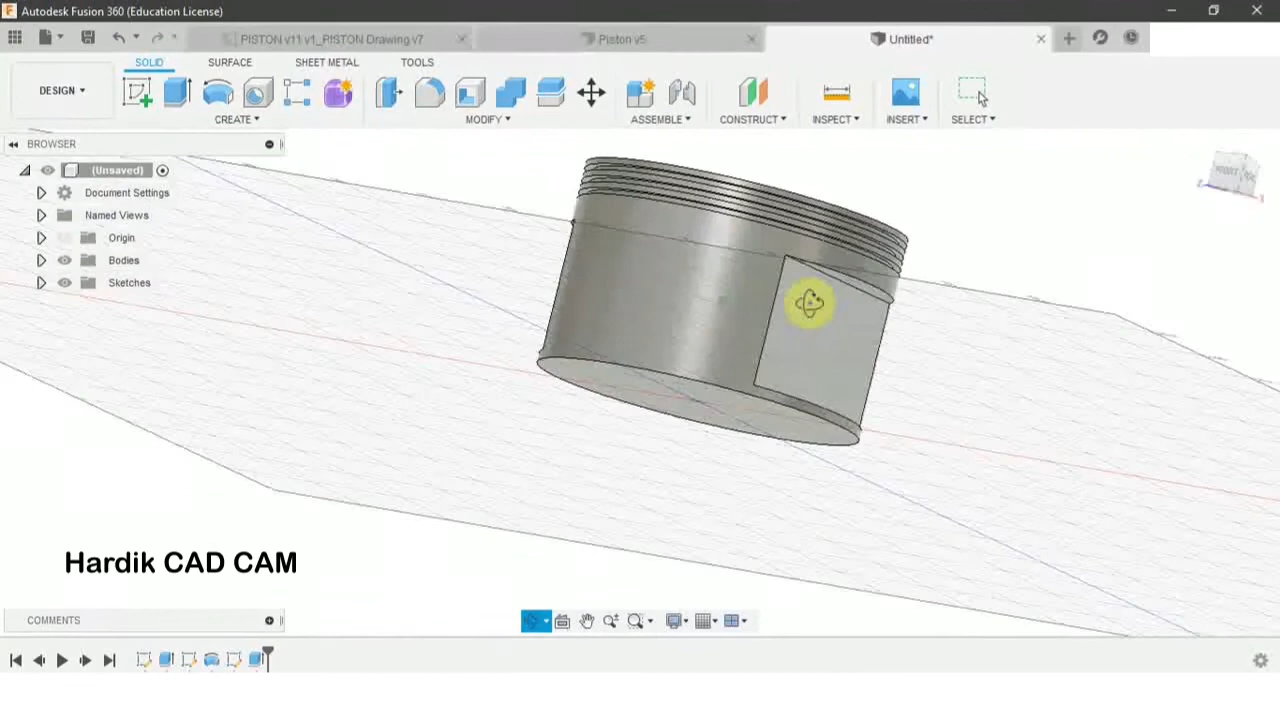 Autodesk Fusion 360 (Education License)
PISTON v11 v1_PISTON Drawing v7
Piston v5
Untitled*
SOLID
SURFACE
SHEET METAL
TOOLS
DESIGN
CREATE
MODIFY
ASSEMBLE
CONSTRUCT
INSPECT
INSERT
SELECT
BROWSER
(Unsaved)
Document Settings
Named Views
Origin
Bodies
Sketches
Hardik CAD CAM
COMMENTS